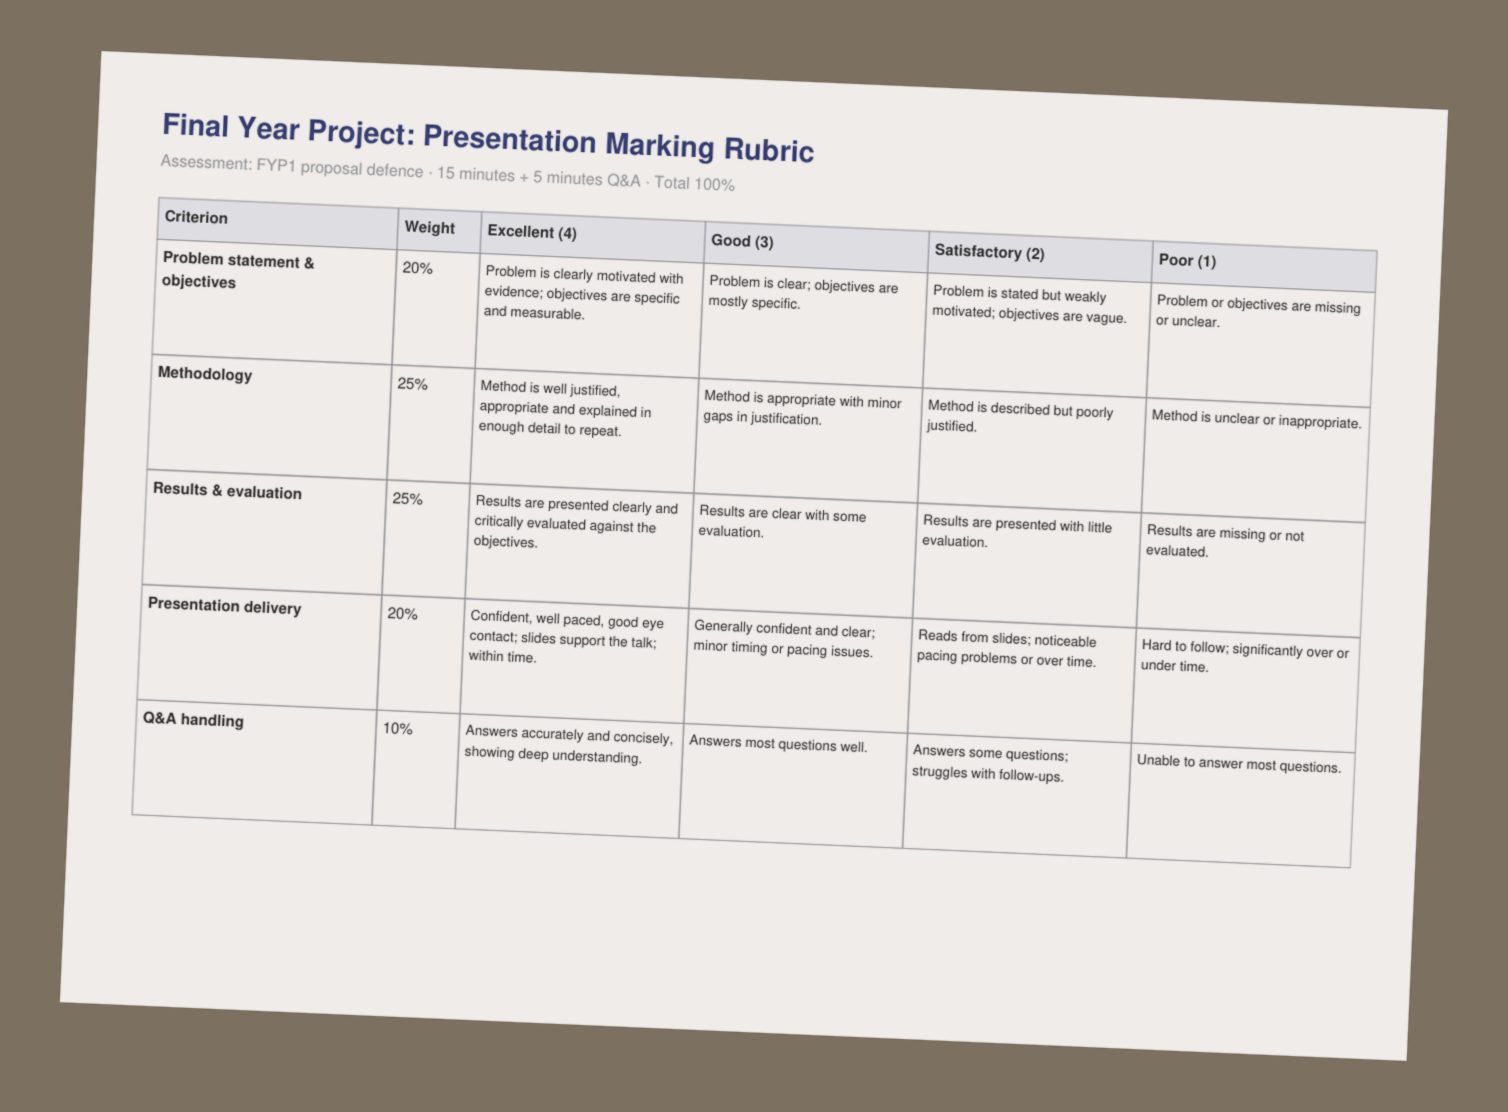 Final Year Project: Presentation Marking Rubric
Assessment: FYP1 proposal defence · 15 minutes + 5 minutes Q&A · Total 100%
Criterion Weight Excellent (4) Good (3) Satisfactory (2) Poor (1)
Problem statement &
objectives
20%
Problem is clearly motivated with
evidence; objectives are specific
and measurable.
Problem is clear; objectives are
mostly specific.
Problem is stated but weakly
motivated; objectives are vague.
Problem or objectives are missing
or unclear.
Methodology
25%
Method is well justified,
appropriate and explained in
enough detail to repeat.
Method is appropriate with minor
gaps in justification.
Method is described but poorly
justified.
Method is unclear or inappropriate.
Results & evaluation
25%
Results are presented clearly and
critically evaluated against the
objectives.
Results are clear with some
evaluation.
Results are presented with little
evaluation.
Results are missing or not
evaluated.
Presentation delivery
20%
Confident, well paced, good eye
contact; slides support the talk;
within time.
Generally confident and clear;
minor timing or pacing issues.
Reads from slides; noticeable
pacing problems or over time.
Hard to follow; significantly over or
under time.
Q&A handling
10%
Answers accurately and concisely,
showing deep understanding.
Answers most questions well.
Answers some questions;
struggles with follow-ups.
Unable to answer most questions.